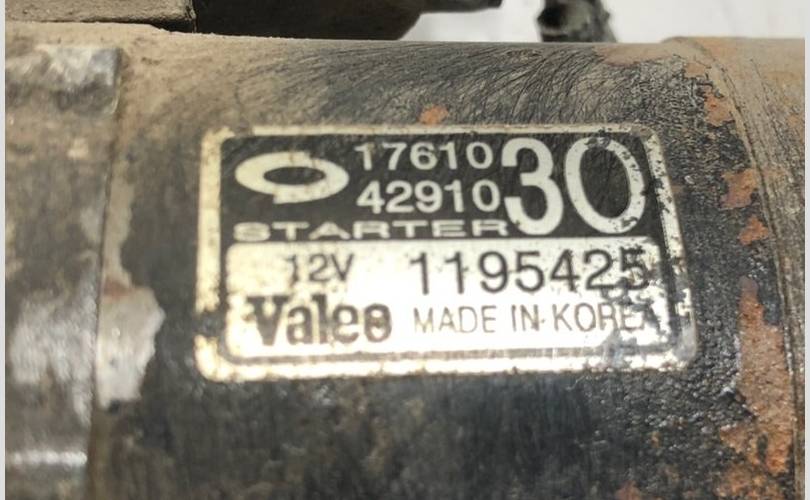 17610 30
42910
STARTER
12V 1195425
Valeo MADE IN KOREA